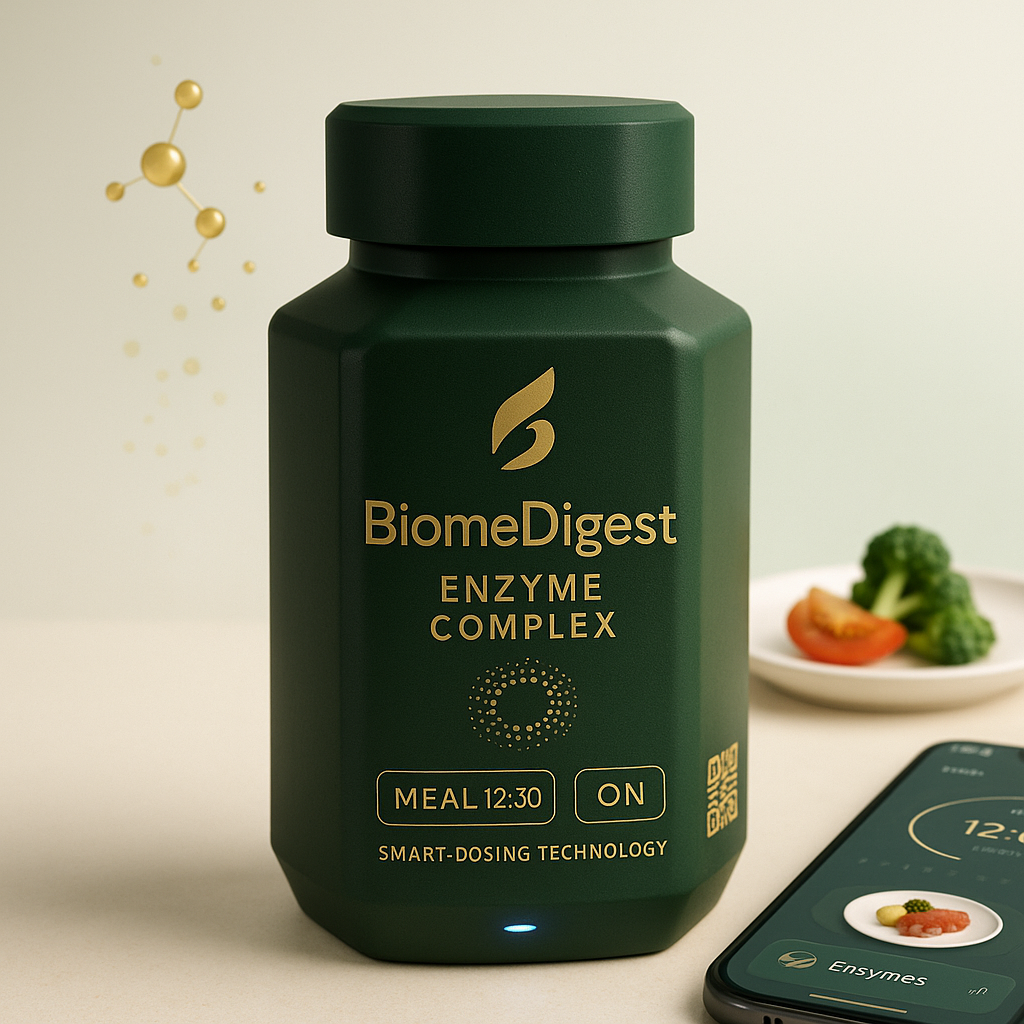 BiomeDigest
ENZYME
COMPLEX
MEAL 12:30
ON
SMART-DOSING TECHNOLOGY
Ensymes